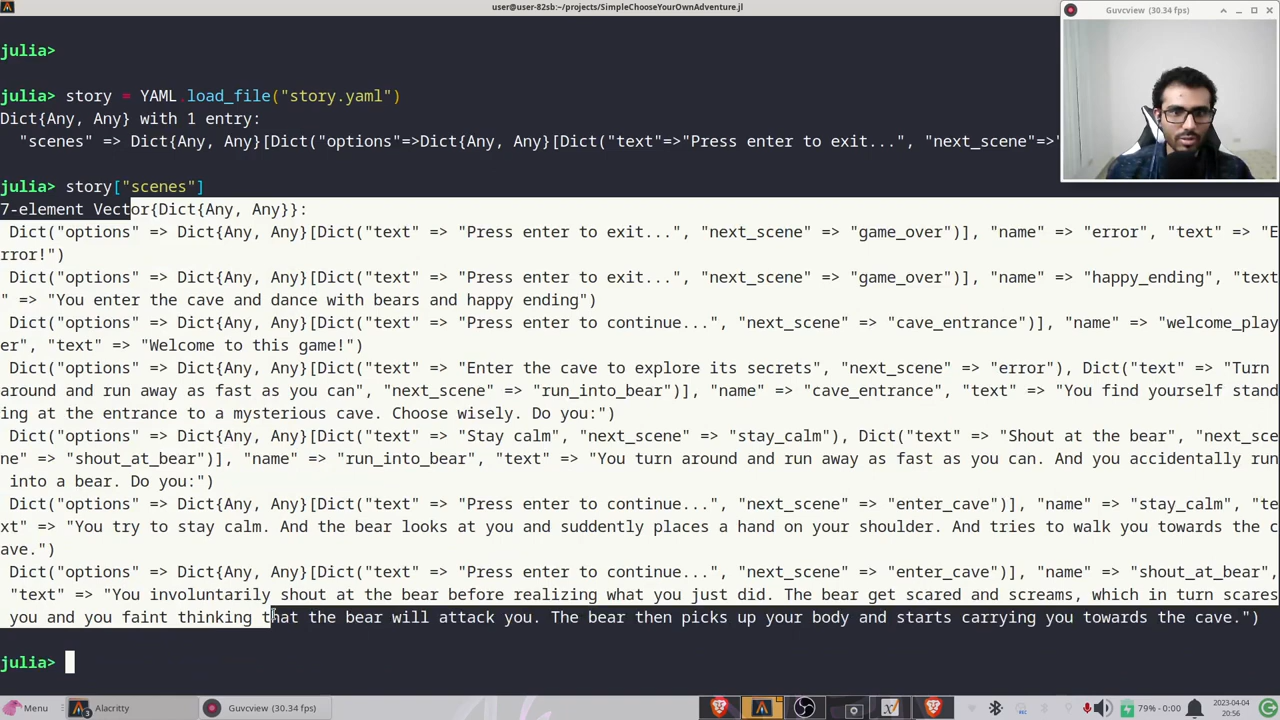 user@user-82sb:~/projects/SimpleChooseYourOwnAdventure.jl
Guvcview (30.34 fps)
julia>
julia> story = YAML.load_file("story.yaml")
Dict{Any, Any} with 1 entry:
  "scenes" => Dict{Any, Any}[Dict("options"=>Dict{Any, Any}[Dict("text"=>"Press enter to exit...", "next_scene"=>"
julia> story["scenes"]
7-element Vector{Dict{Any, Any}}:
 Dict("options" => Dict{Any, Any}[Dict("text" => "Press enter to exit...", "next_scene" => "game_over")], "name" => "error", "text" => "E
rror!")
 Dict("options" => Dict{Any, Any}[Dict("text" => "Press enter to exit...", "next_scene" => "game_over")], "name" => "happy_ending", "text
" => "You enter the cave and dance with bears and happy ending")
 Dict("options" => Dict{Any, Any}[Dict("text" => "Press enter to continue...", "next_scene" => "cave_entrance")], "name" => "welcome_play
er", "text" => "Welcome to this game!")
 Dict("options" => Dict{Any, Any}[Dict("text" => "Enter the cave to explore its secrets", "next_scene" => "error"), Dict("text" => "Turn
around and run away as fast as you can", "next_scene" => "run_into_bear")], "name" => "cave_entrance", "text" => "You find yourself stand
ing at the entrance to a mysterious cave. Choose wisely. Do you:")
 Dict("options" => Dict{Any, Any}[Dict("text" => "Stay calm", "next_scene" => "stay_calm"), Dict("text" => "Shout at the bear", "next_sce
ne" => "shout_at_bear")], "name" => "run_into_bear", "text" => "You turn around and run away as fast as you can. And you accidentally run
 into a bear. Do you:")
 Dict("options" => Dict{Any, Any}[Dict("text" => "Press enter to continue...", "next_scene" => "enter_cave")], "name" => "stay_calm", "te
xt" => "You try to stay calm. And the bear looks at you and suddently places a hand on your shoulder. And tries to walk you towards the c
ave.")
 Dict("options" => Dict{Any, Any}[Dict("text" => "Press enter to continue...", "next_scene" => "enter_cave")], "name" => "shout_at_bear",
 "text" => "You involuntarily shout at the bear before realizing what you just did. The bear get scared and screams, which in turn scares
 you and you faint thinking that the bear will attack you. The bear then picks up your body and starts carrying you towards the cave.")
julia>
Menu
Alacritty
Guvcview (30.34 fps)
79% - 0:00
2023-04-04
20:56